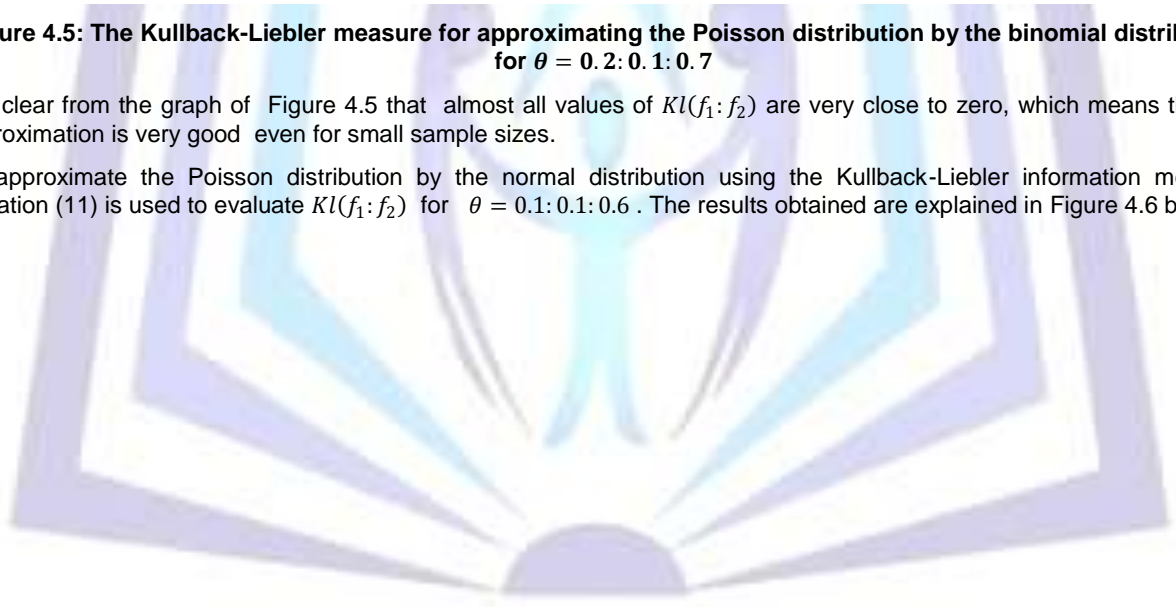 ure 4.5: The Kullback-Liebler measure for approximating the Poisson distribution by the binomial distrib
for 𝜽 = 𝟎.𝟐: 𝟎.𝟏: 𝟎.𝟕
clear from the graph of Figure 4.5 that almost all values of 𝐾𝑙(𝑓₁: 𝑓₂) are very close to zero, which means t
roximation is very good even for small sample sizes.
approximate the Poisson distribution by the normal distribution using the Kullback-Liebler information me
ation (11) is used to evaluate 𝐾𝑙(𝑓₁: 𝑓₂) for 𝜃 = 0.1: 0.1: 0.6 . The results obtained are explained in Figure 4.6 b